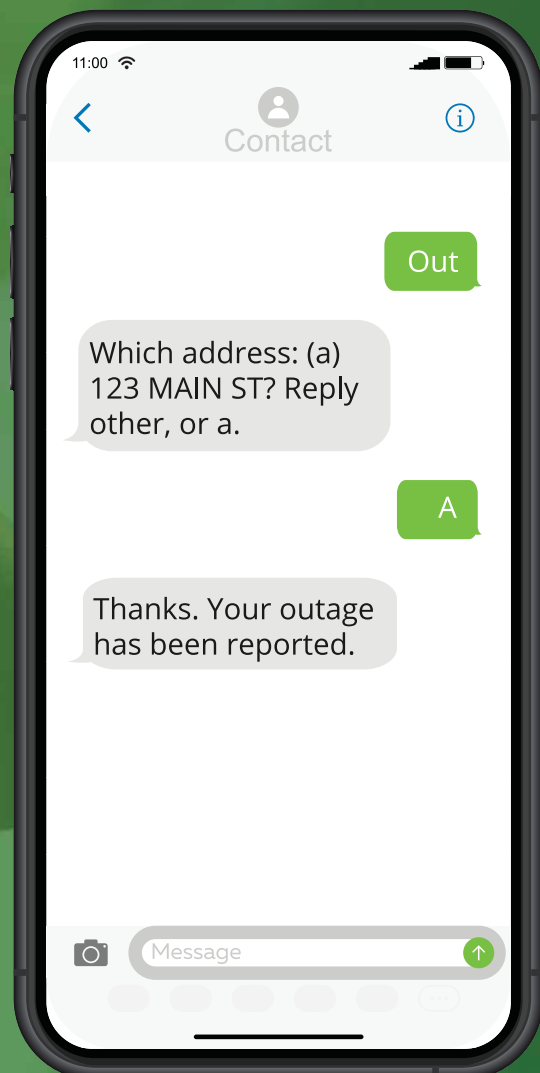 11:00
Contact
Out
Which address: (a)
123 MAIN ST? Reply
other, or a.
A
Thanks. Your outage
has been reported.
Message